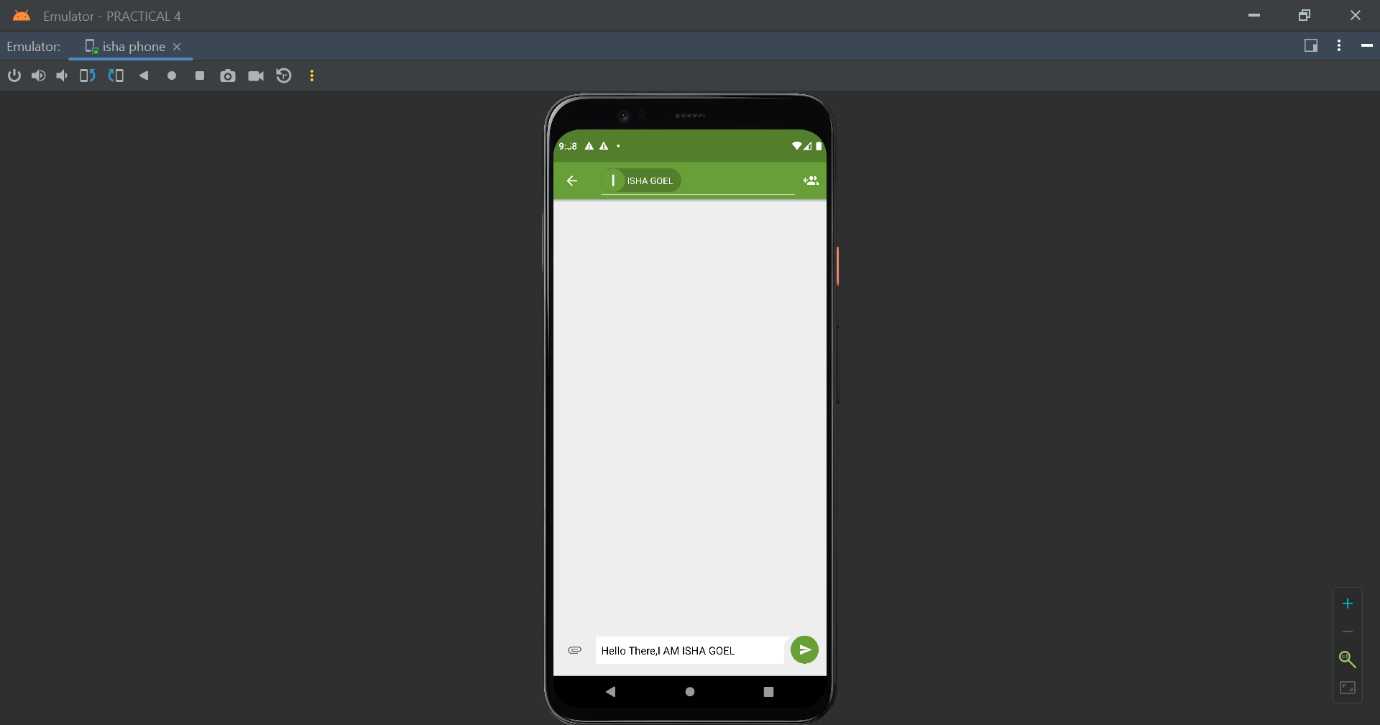 Emulator - PRACTICAL 4
Emulator: isha phone
I ISHA GOEL
Hello There,I AM ISHA GOEL